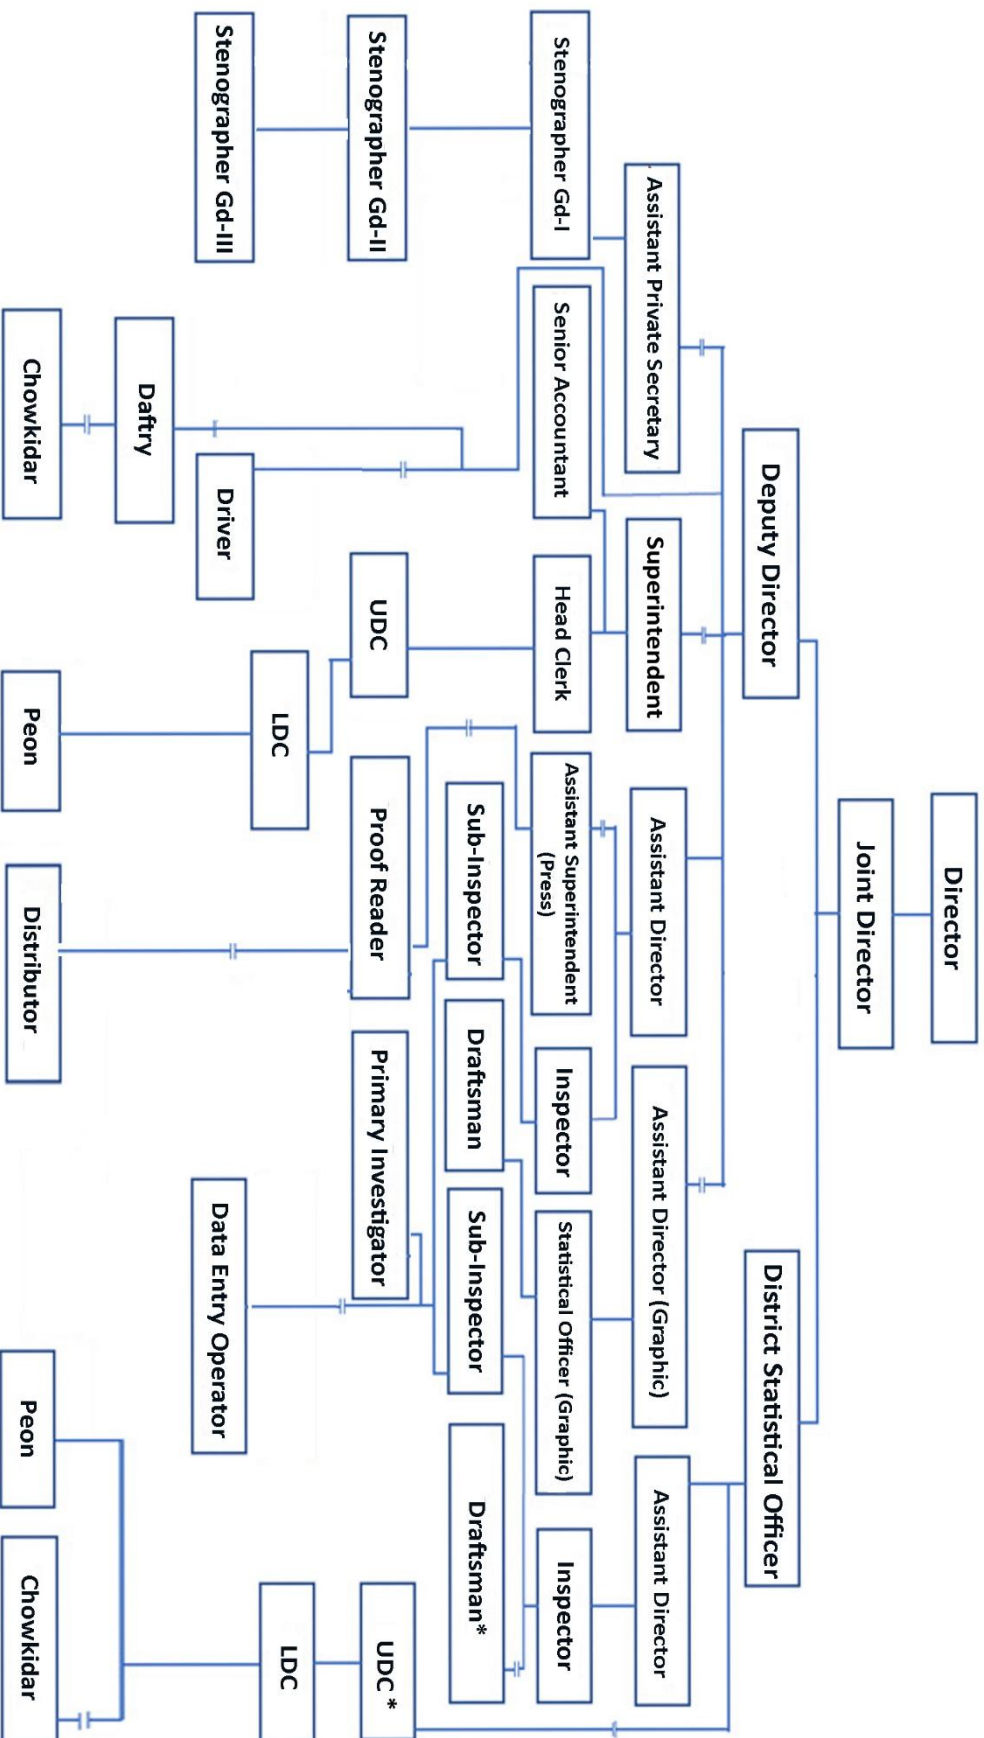 Director
Joint Director
Deputy Director
District Statistical Officer
Assistant Private Secretary
Superintendent
Assistant Director
Assistant Director (Graphic)
Assistant Director
Stenographer Gd-I
Senior Accountant
Head Clerk
Assistant Superintendent
(Press)
Inspector
Statistical Officer (Graphic)
Inspector
Sub-Inspector
Draftsman
Sub-Inspector
Draftsman*
Stenographer Gd-II
UDC
Proof Reader
Primary Investigator
UDC *
Stenographer Gd-III
Driver
LDC
Data Entry Operator
LDC
Daftry
Chowkidar
Peon
Distributor
Peon
Chowkidar